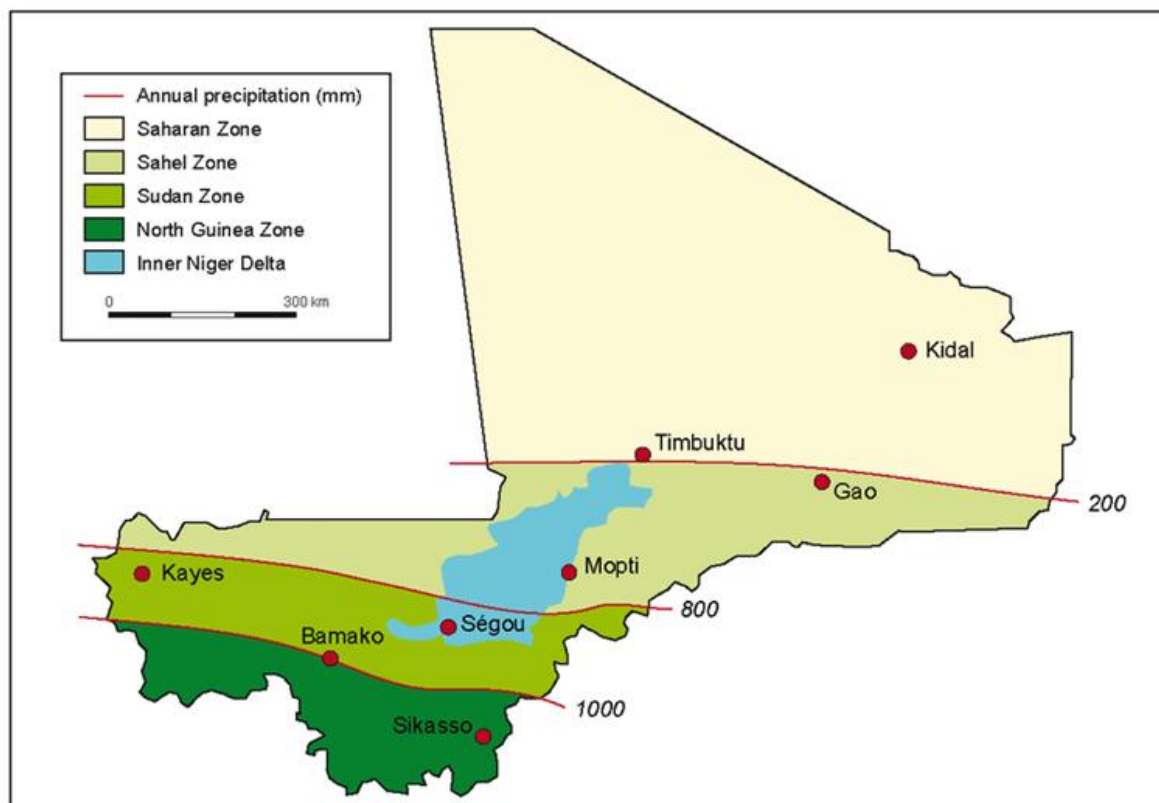 Annual precipitation (mm)
Saharan Zone
Sahel Zone
Sudan Zone
North Guinea Zone
Inner Niger Delta
0 300 km
Kidal
Timbuktu
Gao
200
Mopti
Kayes
800
Ségou
Bamako
1000
Sikasso